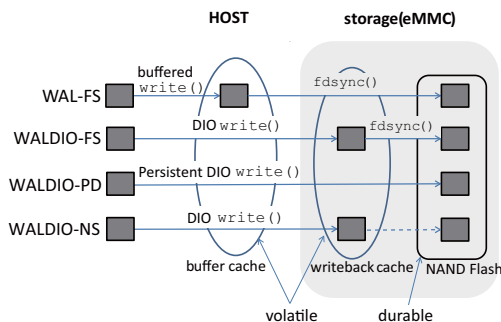 HOST storage(eMMC)
buffered
WAL-FS write() fdsync()
WALDIO-FS DIO write() fdsync()
WALDIO-PD Persistent DIO write()
WALDIO-NS DIO write()
buffer cache writeback cache NAND Flash
volatile durable